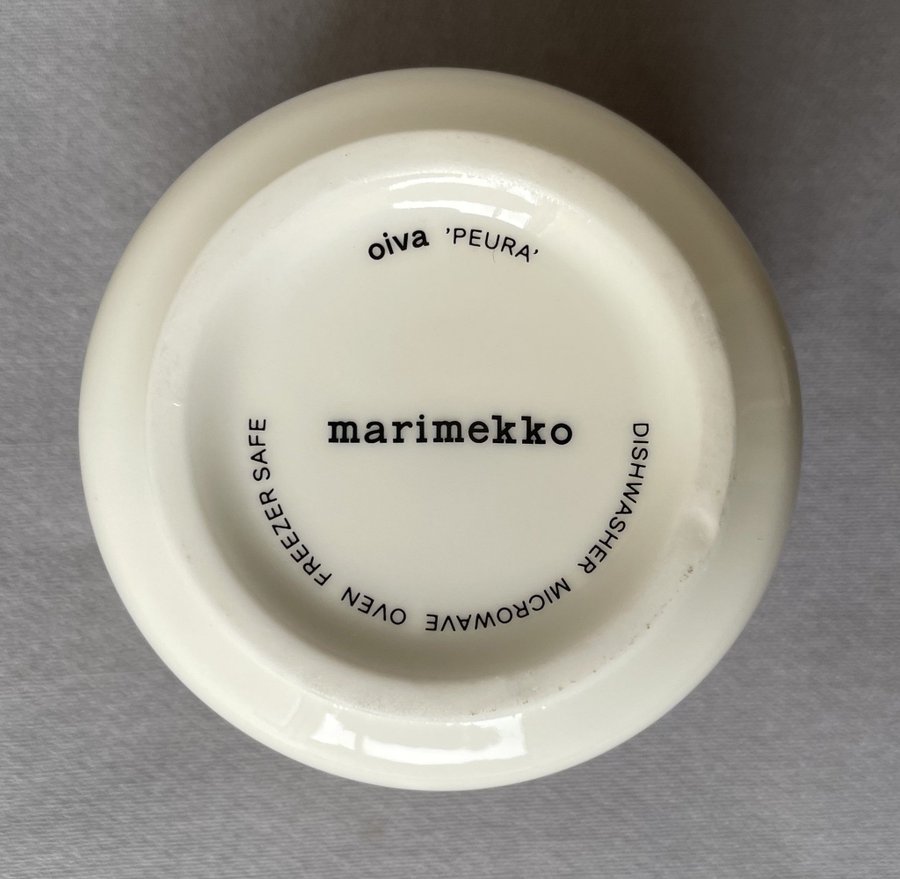 oiva 'PEURA'
marimekko
DISHWASHER MICROWAVE OVEN FREEZER SAFE